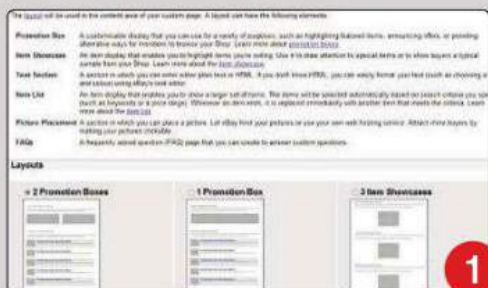 The layout will be used in the content area of your custom page. A layout can have the following elements:
Promotion Box A customizable display that you can use for a variety of purposes, such as highlighting featured items, announcing offers, or providing
alternative ways for members to browse your Shop. Learn more about promotion boxes.
Item Showcase An item display that enables you to highlight items you're selling. Use it to draw attention to special items or to show buyers a typical
sample from your Shop. Learn more about the item showcase.
Text Section A section in which you can enter either plain text or HTML. If you don't know HTML, you can easily format your text (such as choosing a
and colour) using eBay's text editor.
Item List An item display that enables you to show a larger set of items. The items will be selected automatically based on search criteria you spe
(such as keywords or a price range). Whenever an item ends, it is replaced immediately with another item that meets the criteria. Learn
more about the item list.
Picture Placement A section in which you can place a picture. Let eBay host your pictures or use your own web hosting service. Attract more buyers by
making your pictures clickable.
FAQs A frequently asked question (FAQ) page that you can create to answer custom questions.
Layouts
2 Promotion Boxes 1 Promotion Box 3 Item Showcases
1